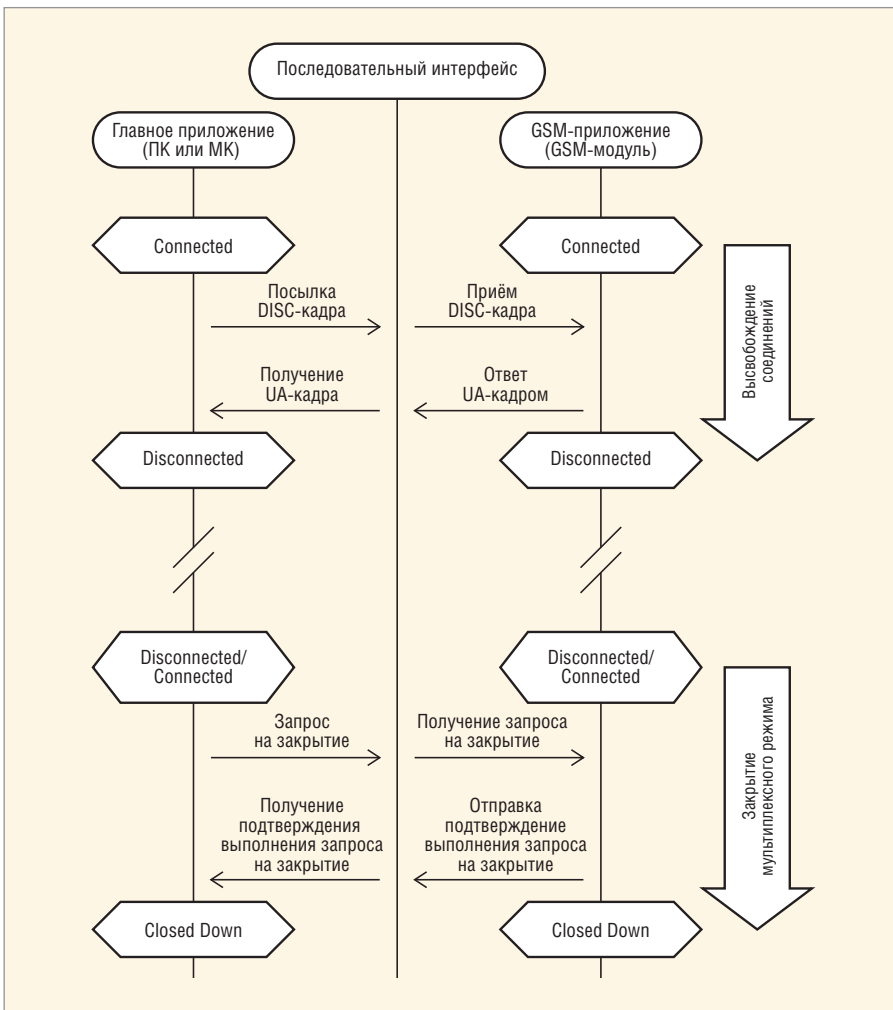 Последовательный интерфейс
Главное приложение
(ПК или МК)
GSM-приложение
(GSM-модуль)
Connected
Connected
Посылка
DISC-кадра
Приём
DISC-кадра
Получение
UA-кадра
Ответ
UA-кадром
Высвобождение
соединений
Disconnected
Disconnected
Disconnected/
Connected
Disconnected/
Connected
Запрос
на закрытие
Получение запроса
на закрытие
Получение
подтверждения
выполнения запроса
на закрытие
Отправка
подтверждение
выполнения запроса
на закрытие
Закрытие
мультиплексного режима
Closed Down
Closed Down